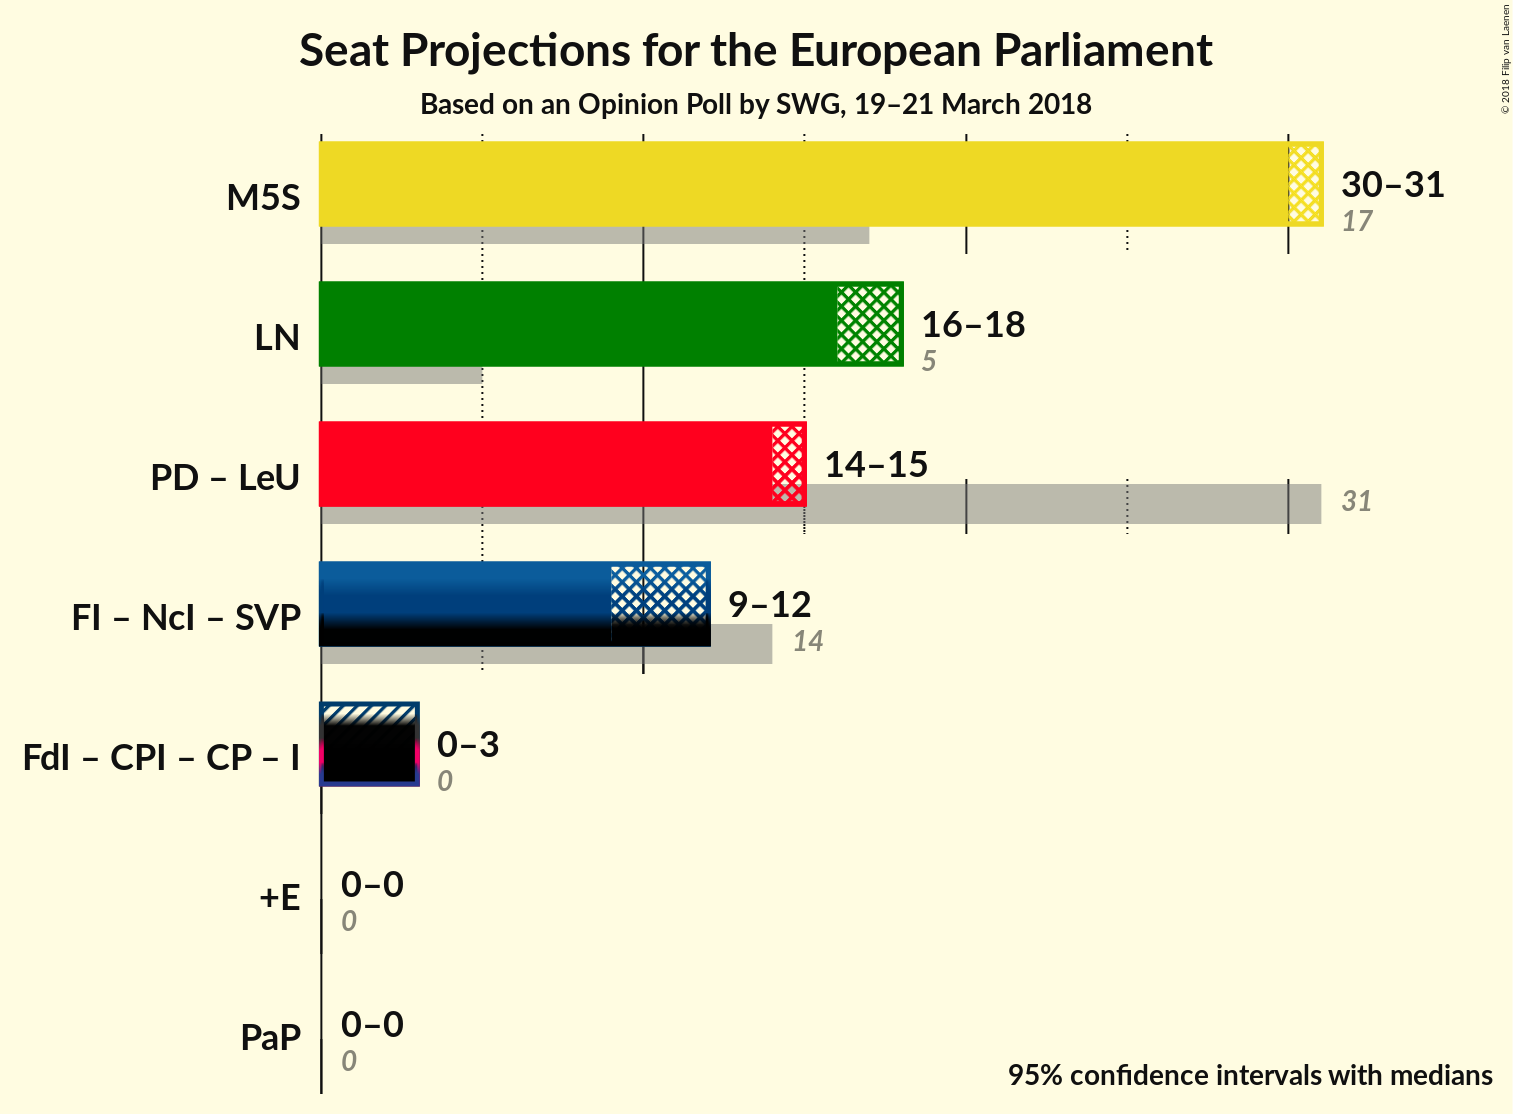 Seat Projections for the European Parliament
Based on an Opinion Poll by SWG, 19–21 March 2018
© 2018 Filip van Laenen
M5S
30–31
17
LN
16–18
5
PD – LeU
14–15
31
FI – NcI – SVP
9–12
14
FdI – CPI – CP – I
0–3
0
+E
0–0
0
PaP
0–0
0
95% confidence intervals with medians